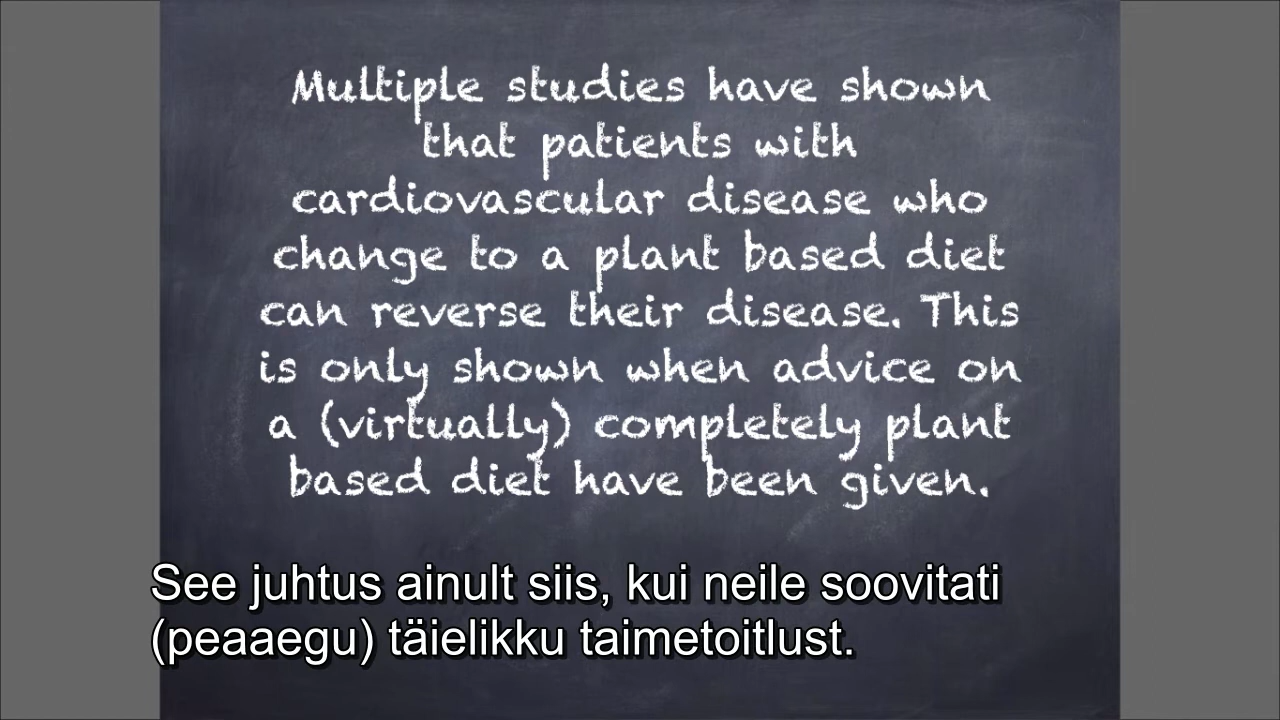 Multiple studies have shown
that patients with
cardiovascular disease who
change to a plant based diet
can reverse their disease. This
is only shown when advice on
a (virtually) completely plant
based diet have been given.
See juhtus ainult siis, kui neile soovitati
(peaaegu) täielikku taimetoitlust.